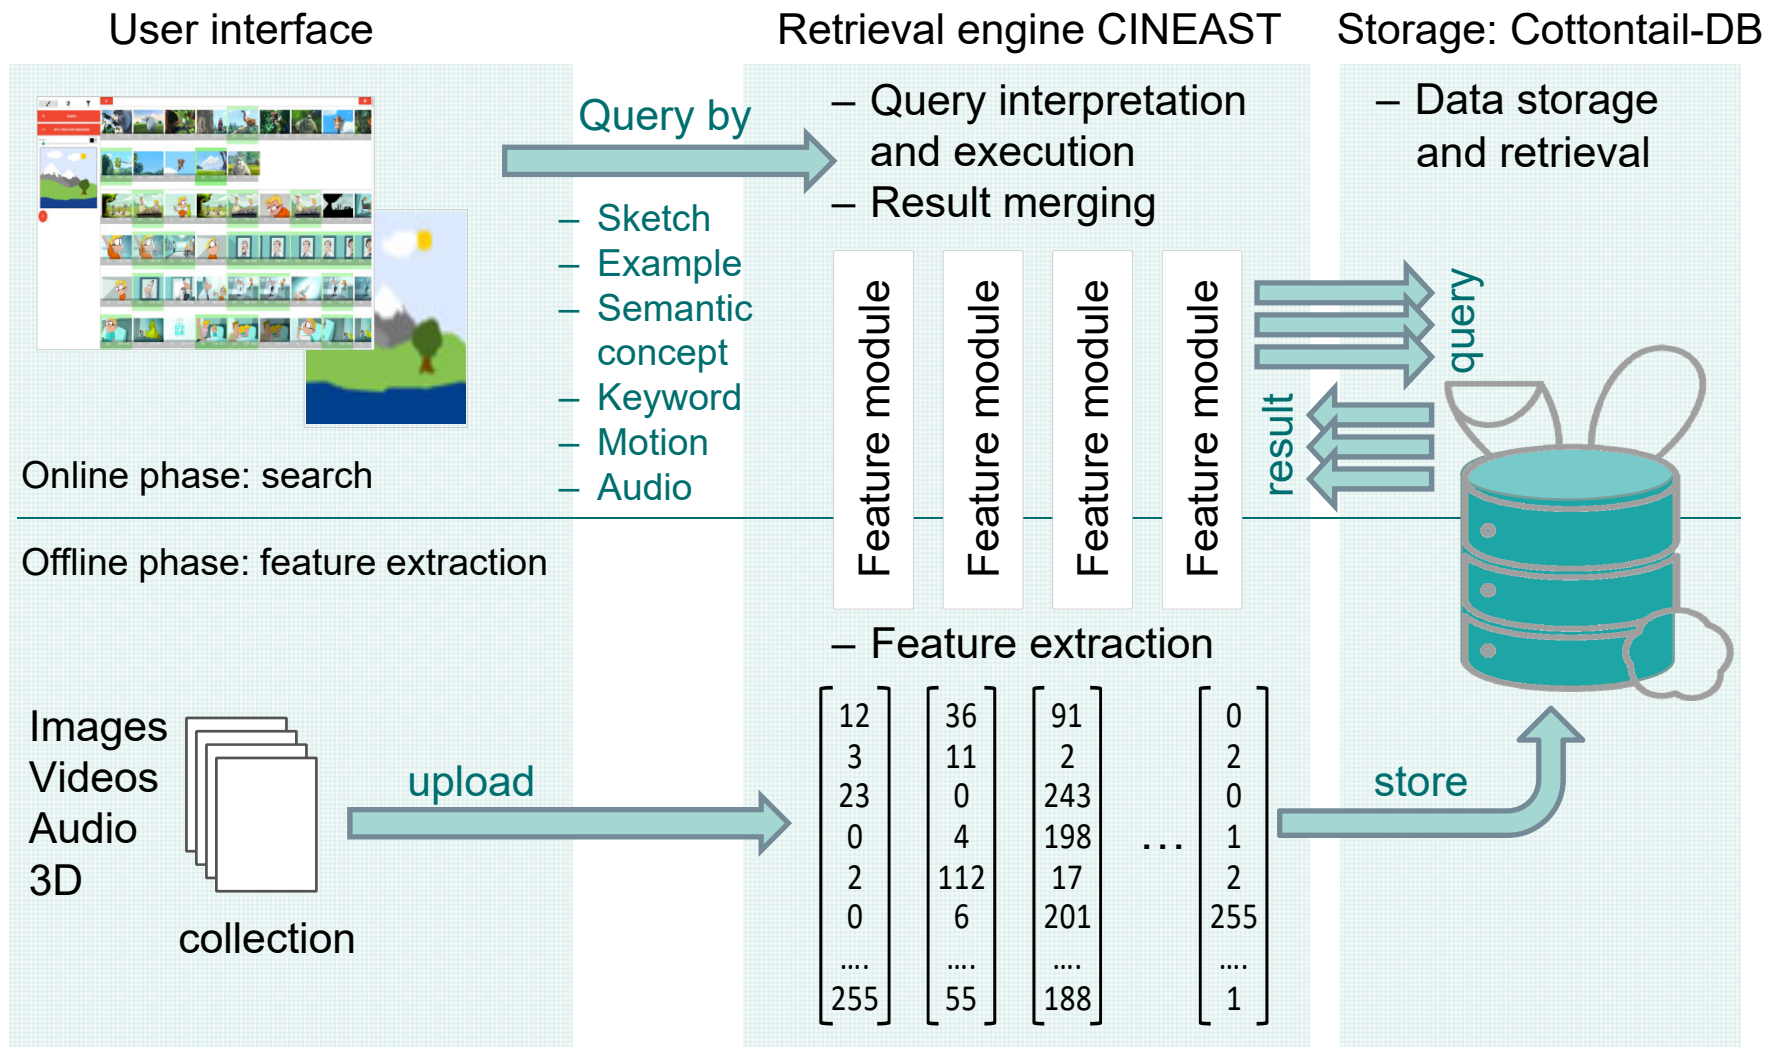 User interface
Retrieval engine CINEAST
Storage: Cottontail-DB
Query by
– Sketch
– Example
– Semantic
concept
– Keyword
– Motion
– Audio
– Query interpretation
and execution
– Result merging
Feature module
Feature module
Feature module
Feature module
query
result
– Data storage
and retrieval
Online phase: search
Offline phase: feature extraction
Images
Videos
Audio
3D
collection
upload
– Feature extraction
12 36 91 0
3 11 2 2
23 0 243 0
0 4 198 ... 1
2 112 17 2
0 6 201 255
.... .... .... ....
255 55 188 1
store